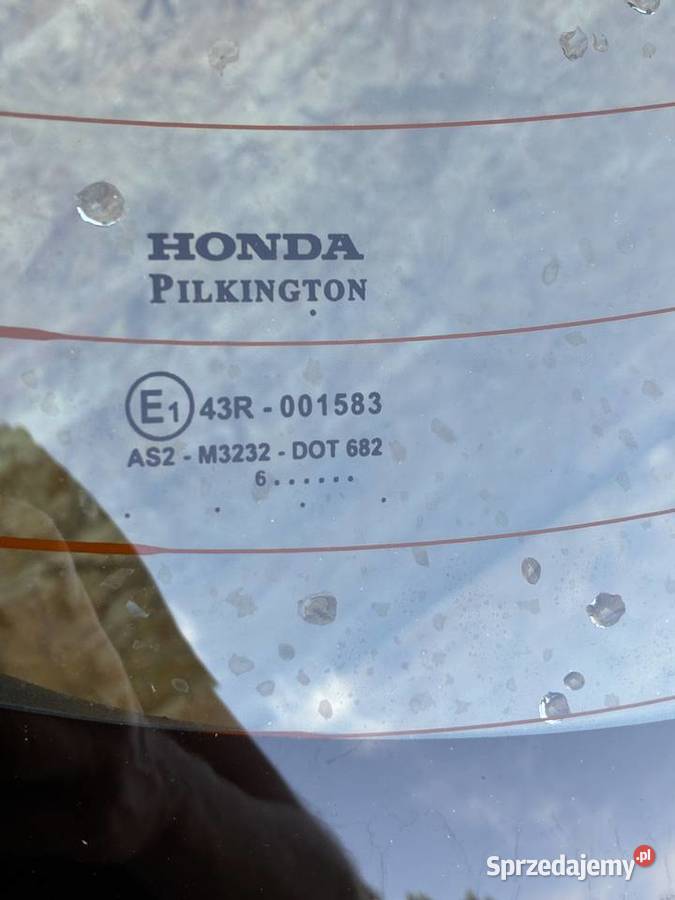 HONDA
PILKINGTON
.
E1 43R - 001583
AS2 - M3232 - DOT 682
6 . . . . . .
. . . .
Sprzedajemy.pl